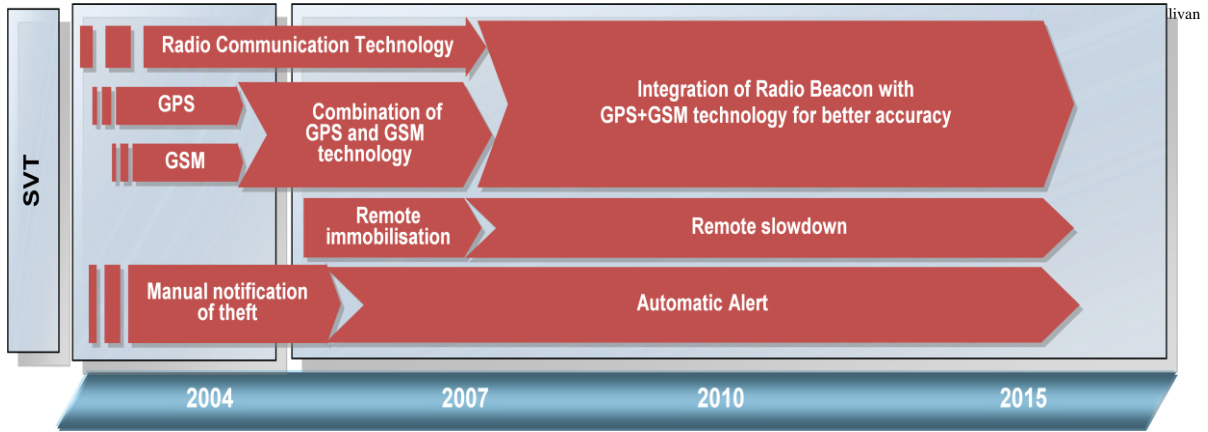 SVT
Radio Communication Technology
GPS
GSM
Combination of
GPS and GSM
technology
Integration of Radio Beacon with
GPS+GSM technology for better accuracy
Remote
immobilisation
Remote slowdown
Manual notification
of theft
Automatic Alert
2004
2007
2010
2015